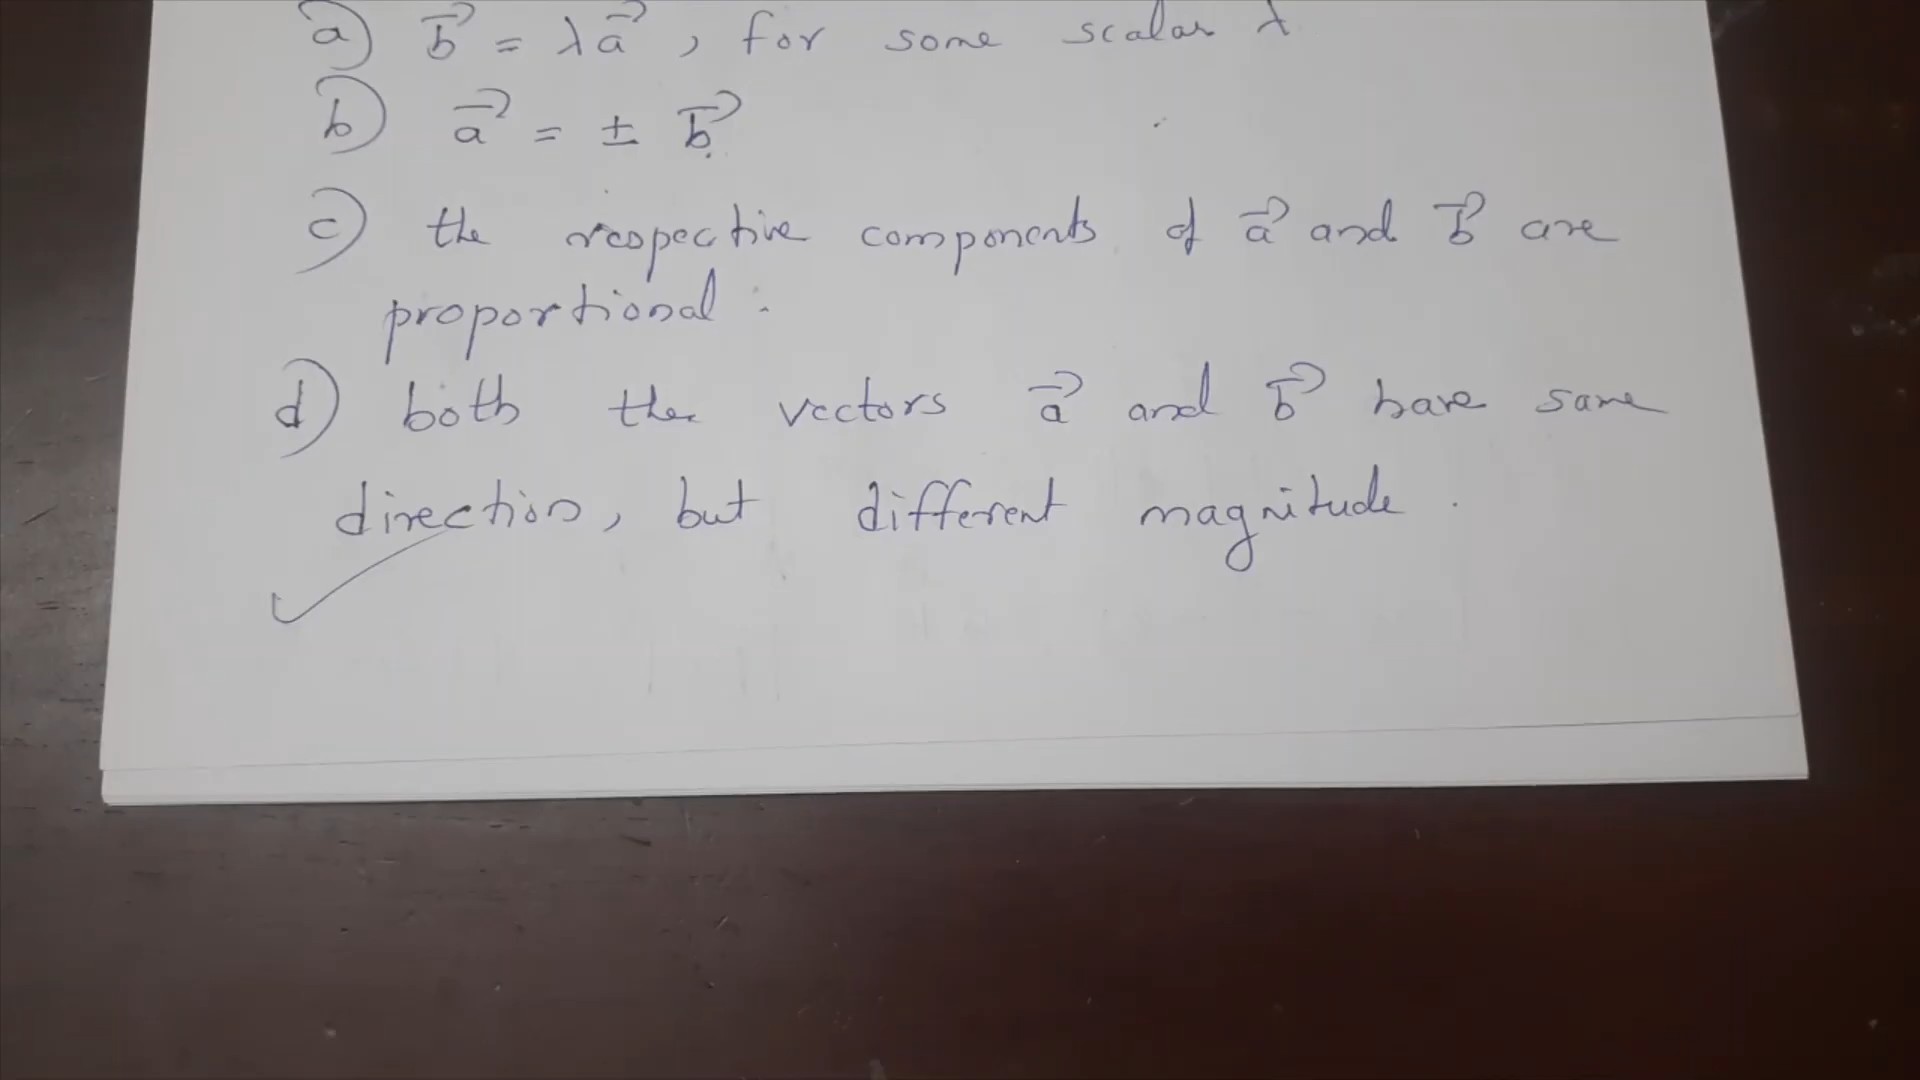 a) b⃗ = λa⃗ , for some scalar λ
b) a⃗ = ± b⃗
c) the respective components of a⃗ and b⃗ are
proportional .
d) both the vectors a⃗ and b⃗ have same
direction, but different magnitude .